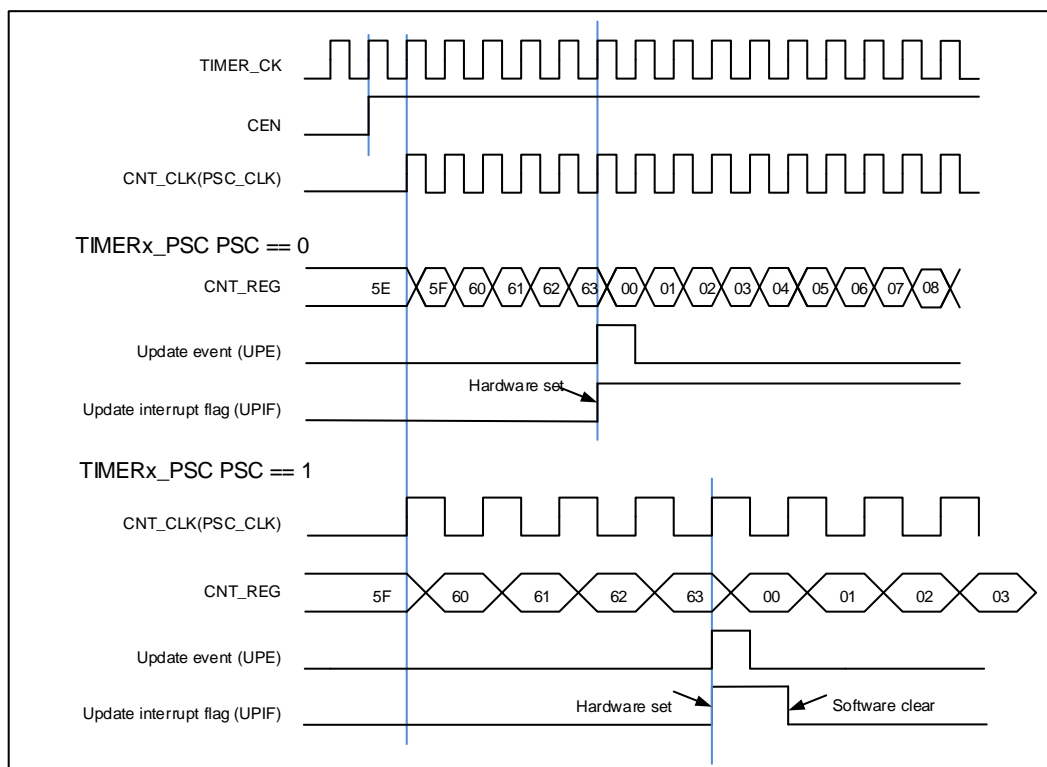 TIMER_CK
CEN
CNT_CLK(PSC_CLK)
TIMERx_PSC PSC == 0
CNT_REG 5E 5F 60 61 62 63 00 01 02 03 04 05 06 07 08
Update event (UPE)
Hardware set
Update interrupt flag (UPIF)
TIMERx_PSC PSC == 1
CNT_CLK(PSC_CLK)
CNT_REG 5F 60 61 62 63 00 01 02 03
Update event (UPE)
Update interrupt flag (UPIF) Hardware set Software clear